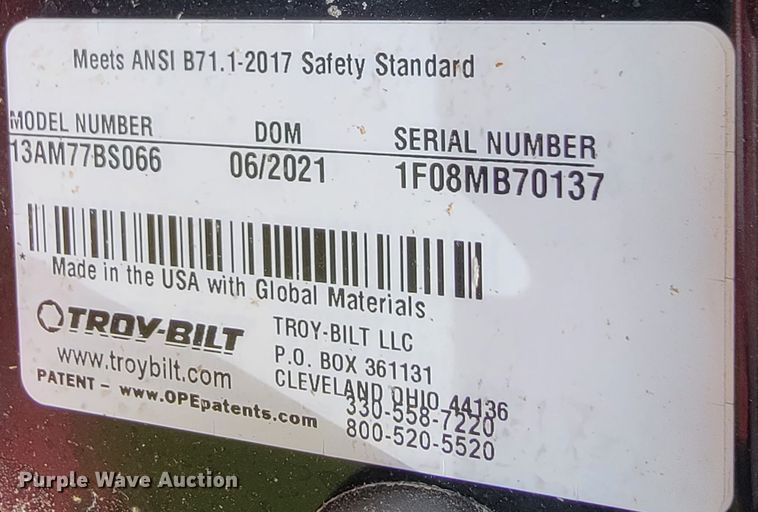 Meets ANSI B71.1-2017 Safety Standard
MODEL NUMBER DOM SERIAL NUMBER
13AM77BS066 06/2021 1F08MB70137
* Made in the USA with Global Materials
TROY-BILT
www.troybilt.com
PATENT - www.OPEpatents.com
TROY-BILT LLC
P.O. BOX 361131
CLEVELAND OHIO 44136
330-558-7220
800-520-5520
Purple Wave Auction